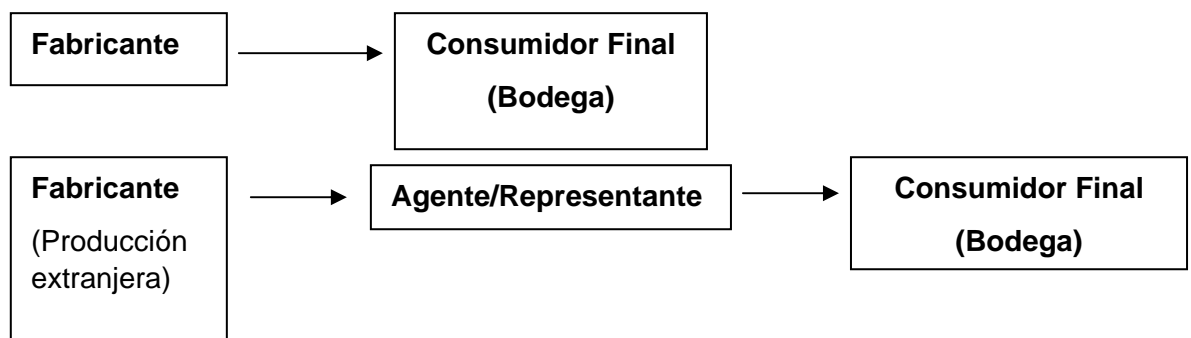 Fabricante
Consumidor Final
(Bodega)
Fabricante
(Producción
extranjera)
Agente/Representante
Consumidor Final
(Bodega)